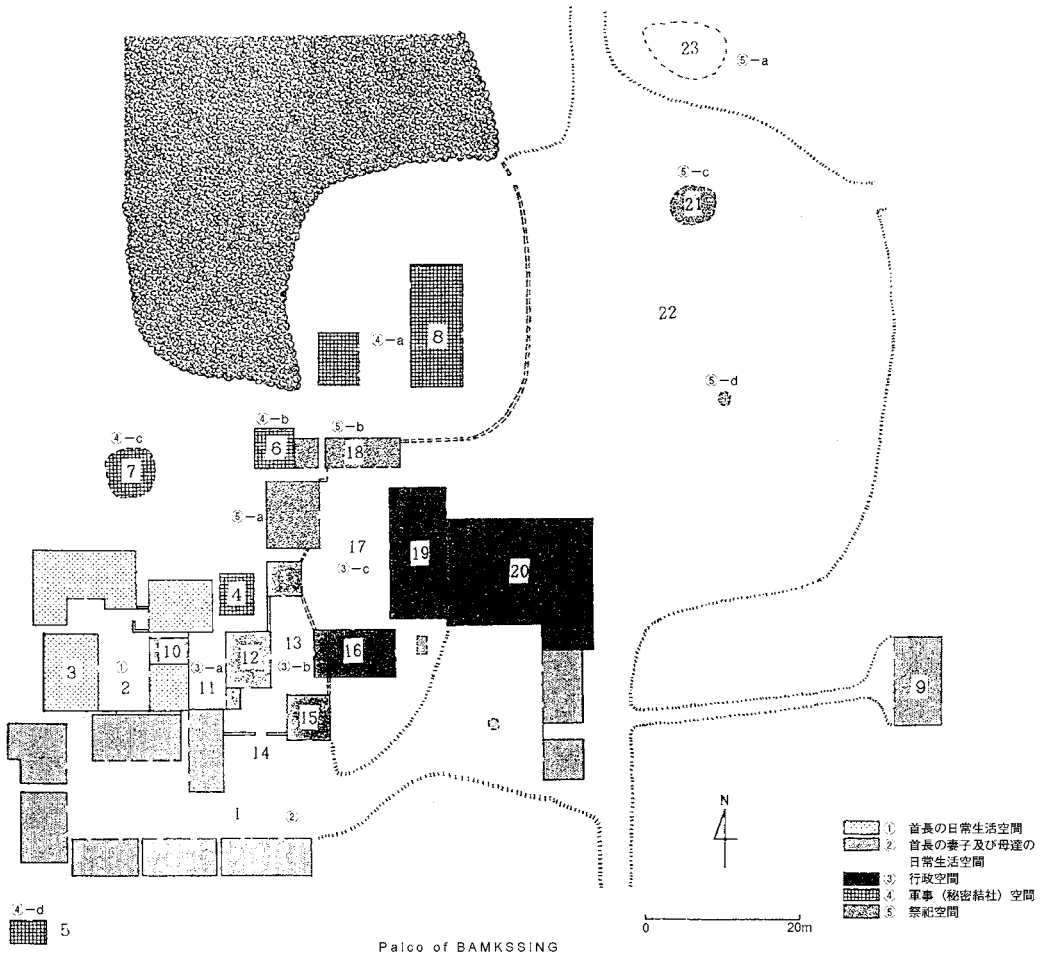 23
⑤-a
⑤-c
21
22
④-a
8
⑤-d
④-b
⑤-b
④-c
6
18
7
⑤-a
17
19
③-c
20
4
13
10
12
16
①
③-a
③-b
3
2
11
9
15
14
1
②
N
① 首長の日常生活空間
② 首長の妻子及び母達の
日常生活空間
③ 行政空間
④ 軍事(秘密結社)空間
⑤ 祭祀空間
④-d
5
0
20m
Palco of BAMKSSING